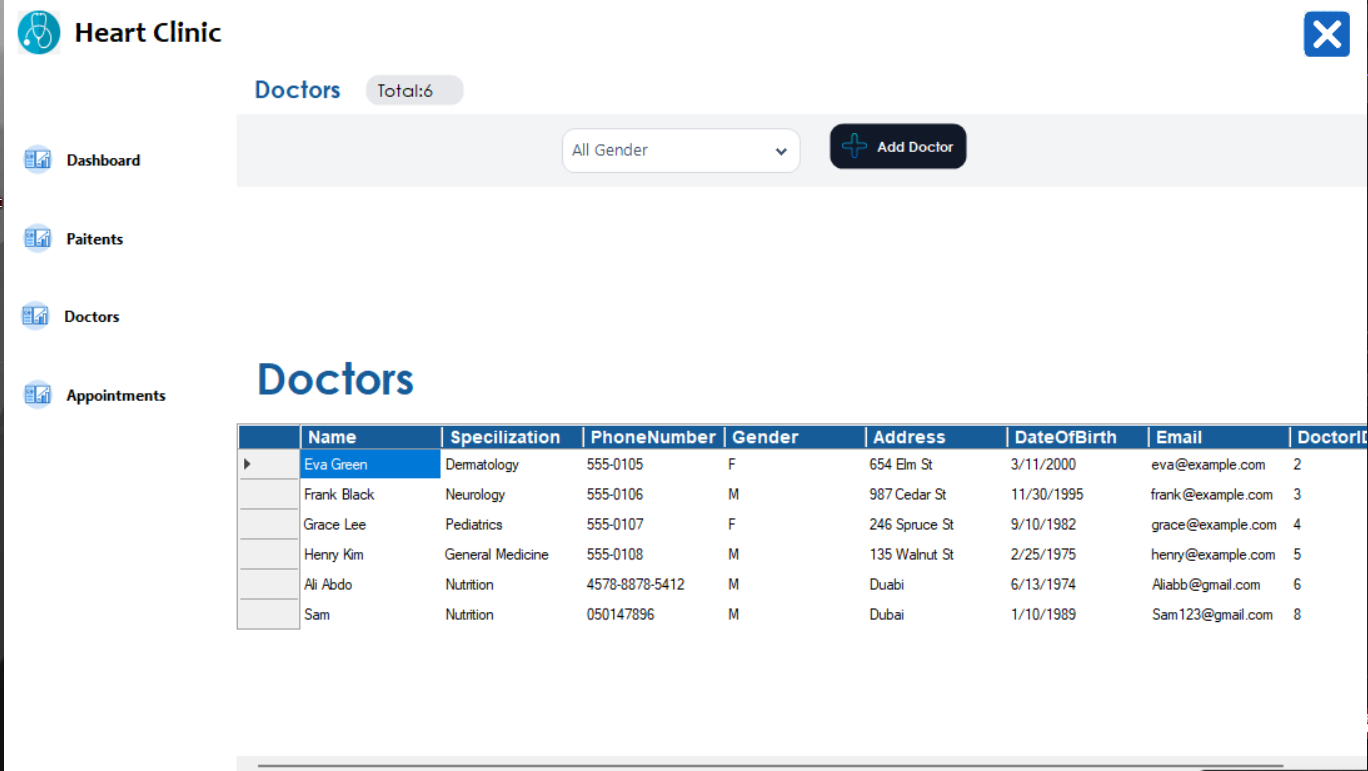 Heart Clinic
Doctors Total:6
All Gender Add Doctor
Dashboard
Paitents
Doctors
Appointments
Doctors
Name Specilization PhoneNumber Gender Address DateOfBirth Email DoctorID
Eva Green Dermatology 555-0105 F 654 Elm St 3/11/2000 eva@example.com 2
Frank Black Neurology 555-0106 M 987 Cedar St 11/30/1995 frank@example.com 3
Grace Lee Pediatrics 555-0107 F 246 Spruce St 9/10/1982 grace@example.com 4
Henry Kim General Medicine 555-0108 M 135 Walnut St 2/25/1975 henry@example.com 5
Ali Abdo Nutrition 4578-8878-5412 M Duabi 6/13/1974 Aliabb@gmail.com 6
Sam Nutrition 050147896 M Dubai 1/10/1989 Sam123@gmail.com 8